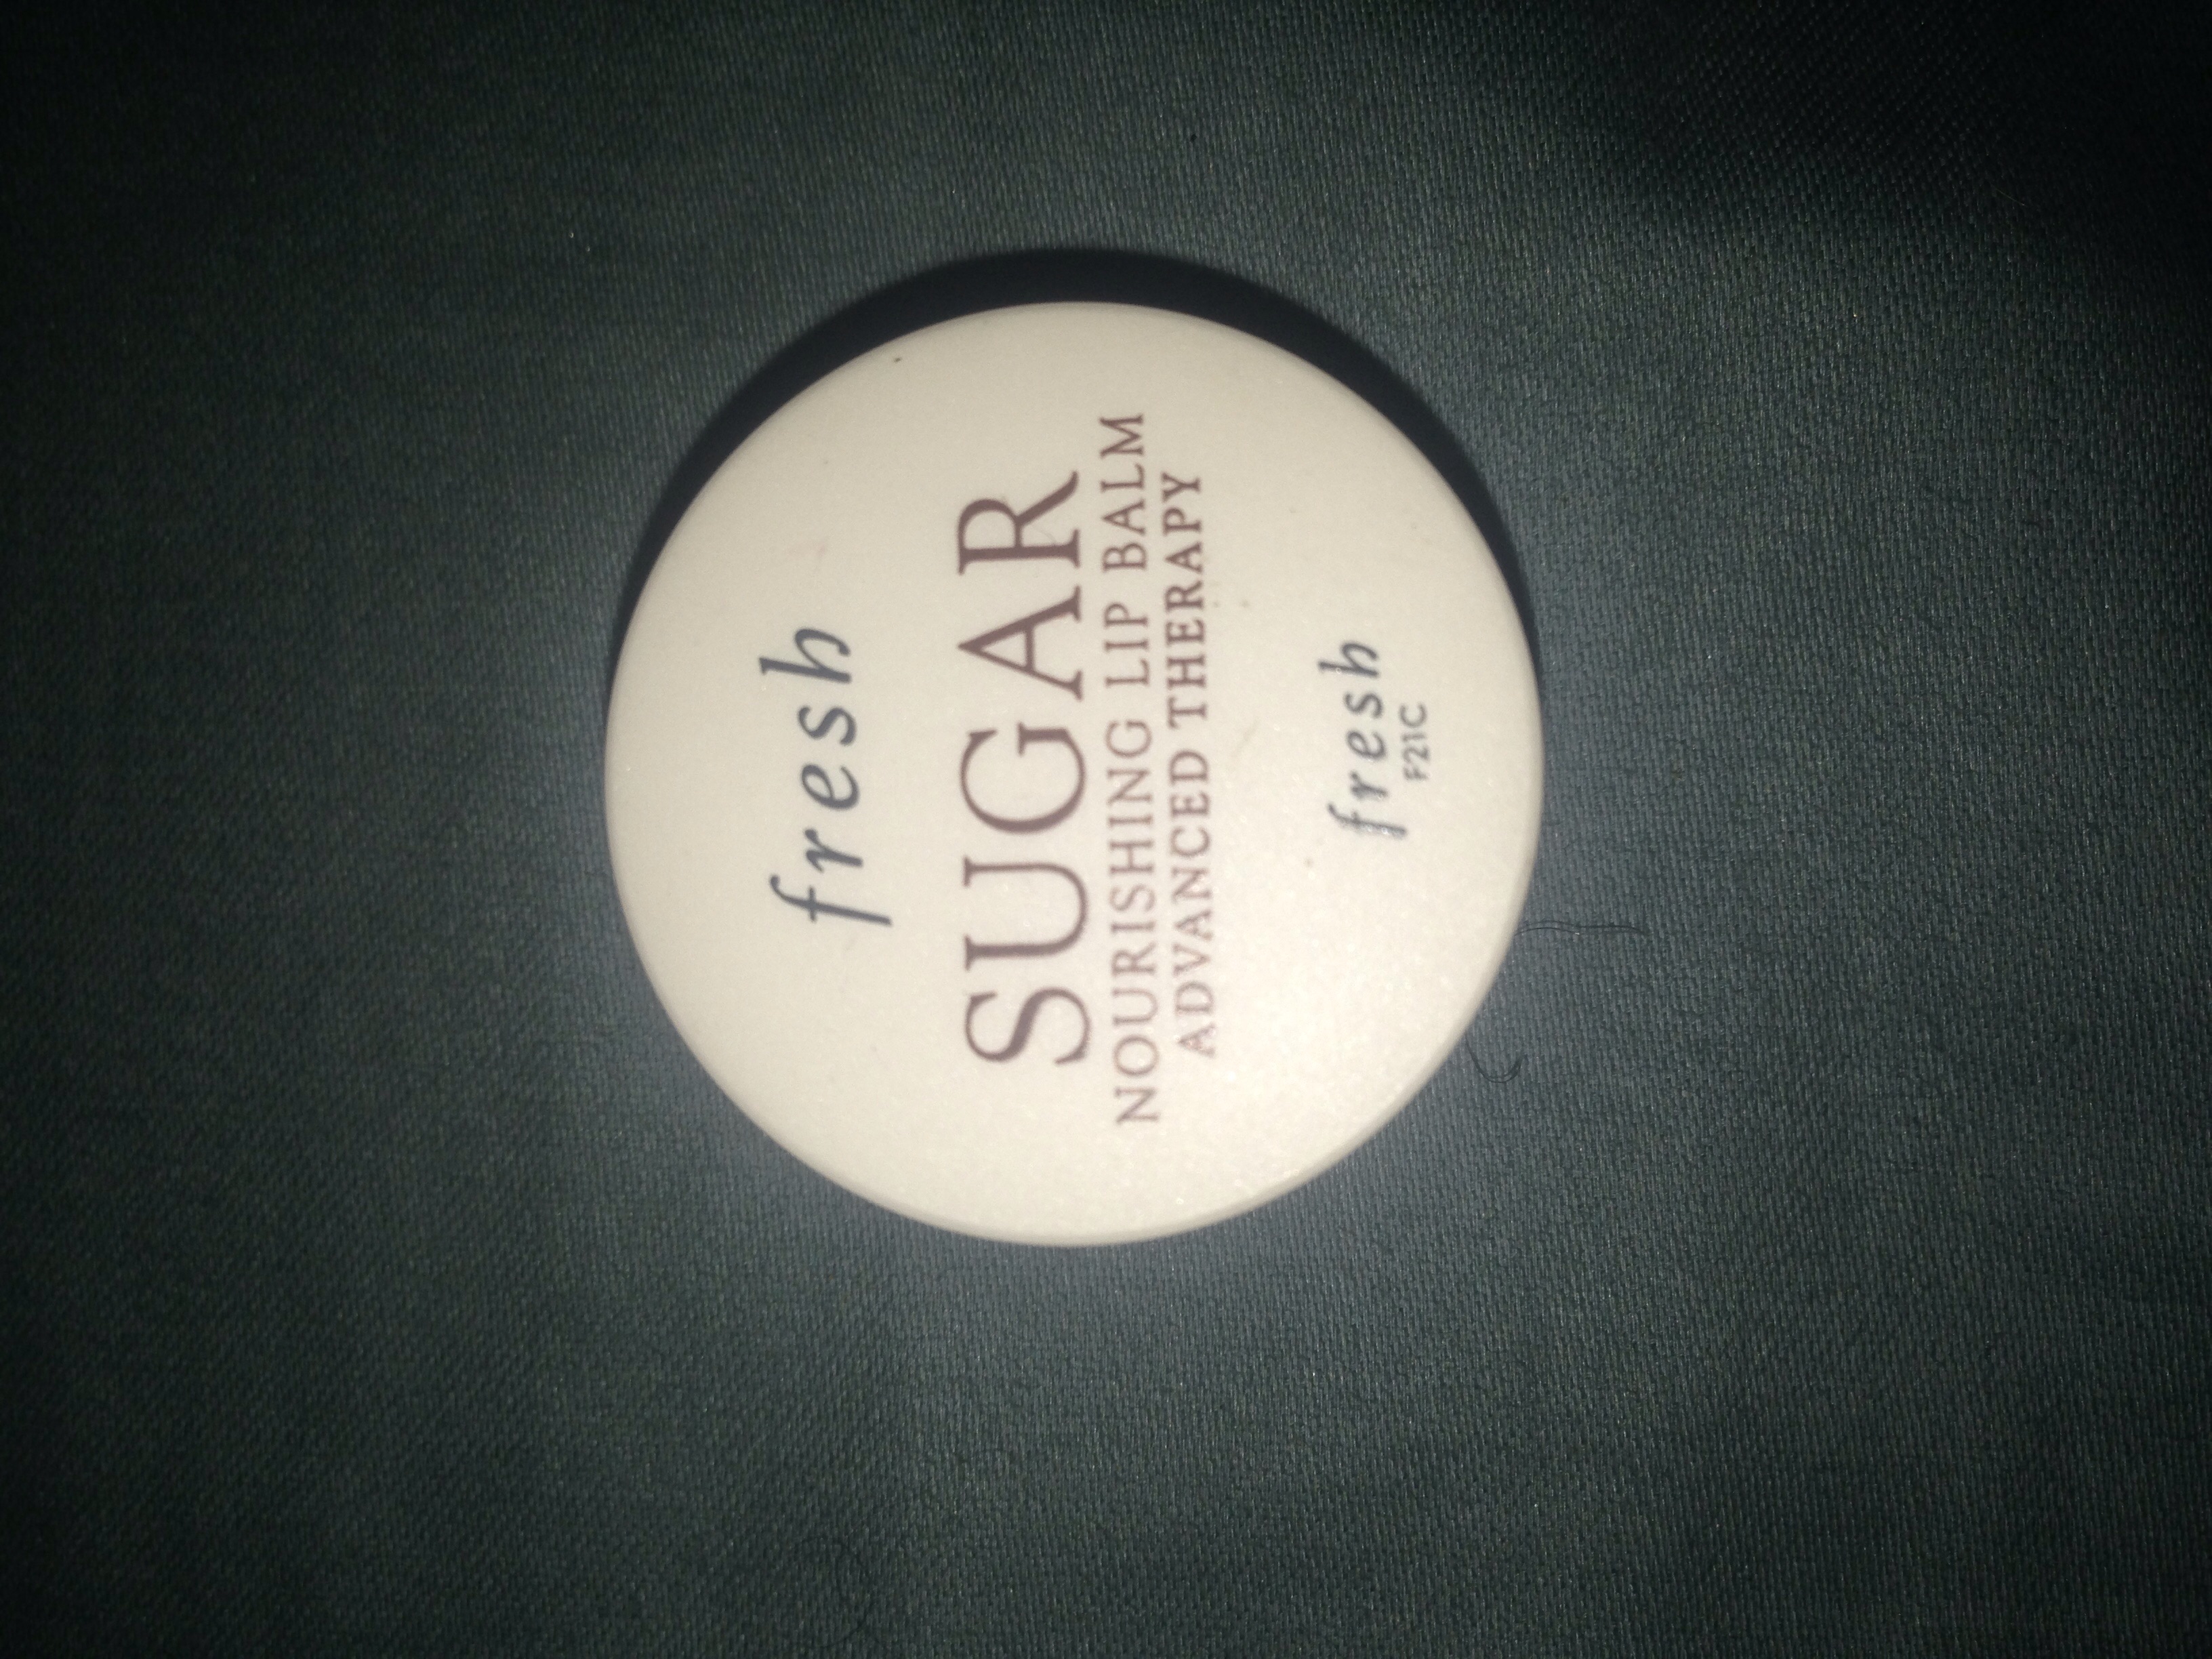 fresh
SUGAR
NOURISHING LIP BALM
ADVANCED THERAPY
fresh
F21C